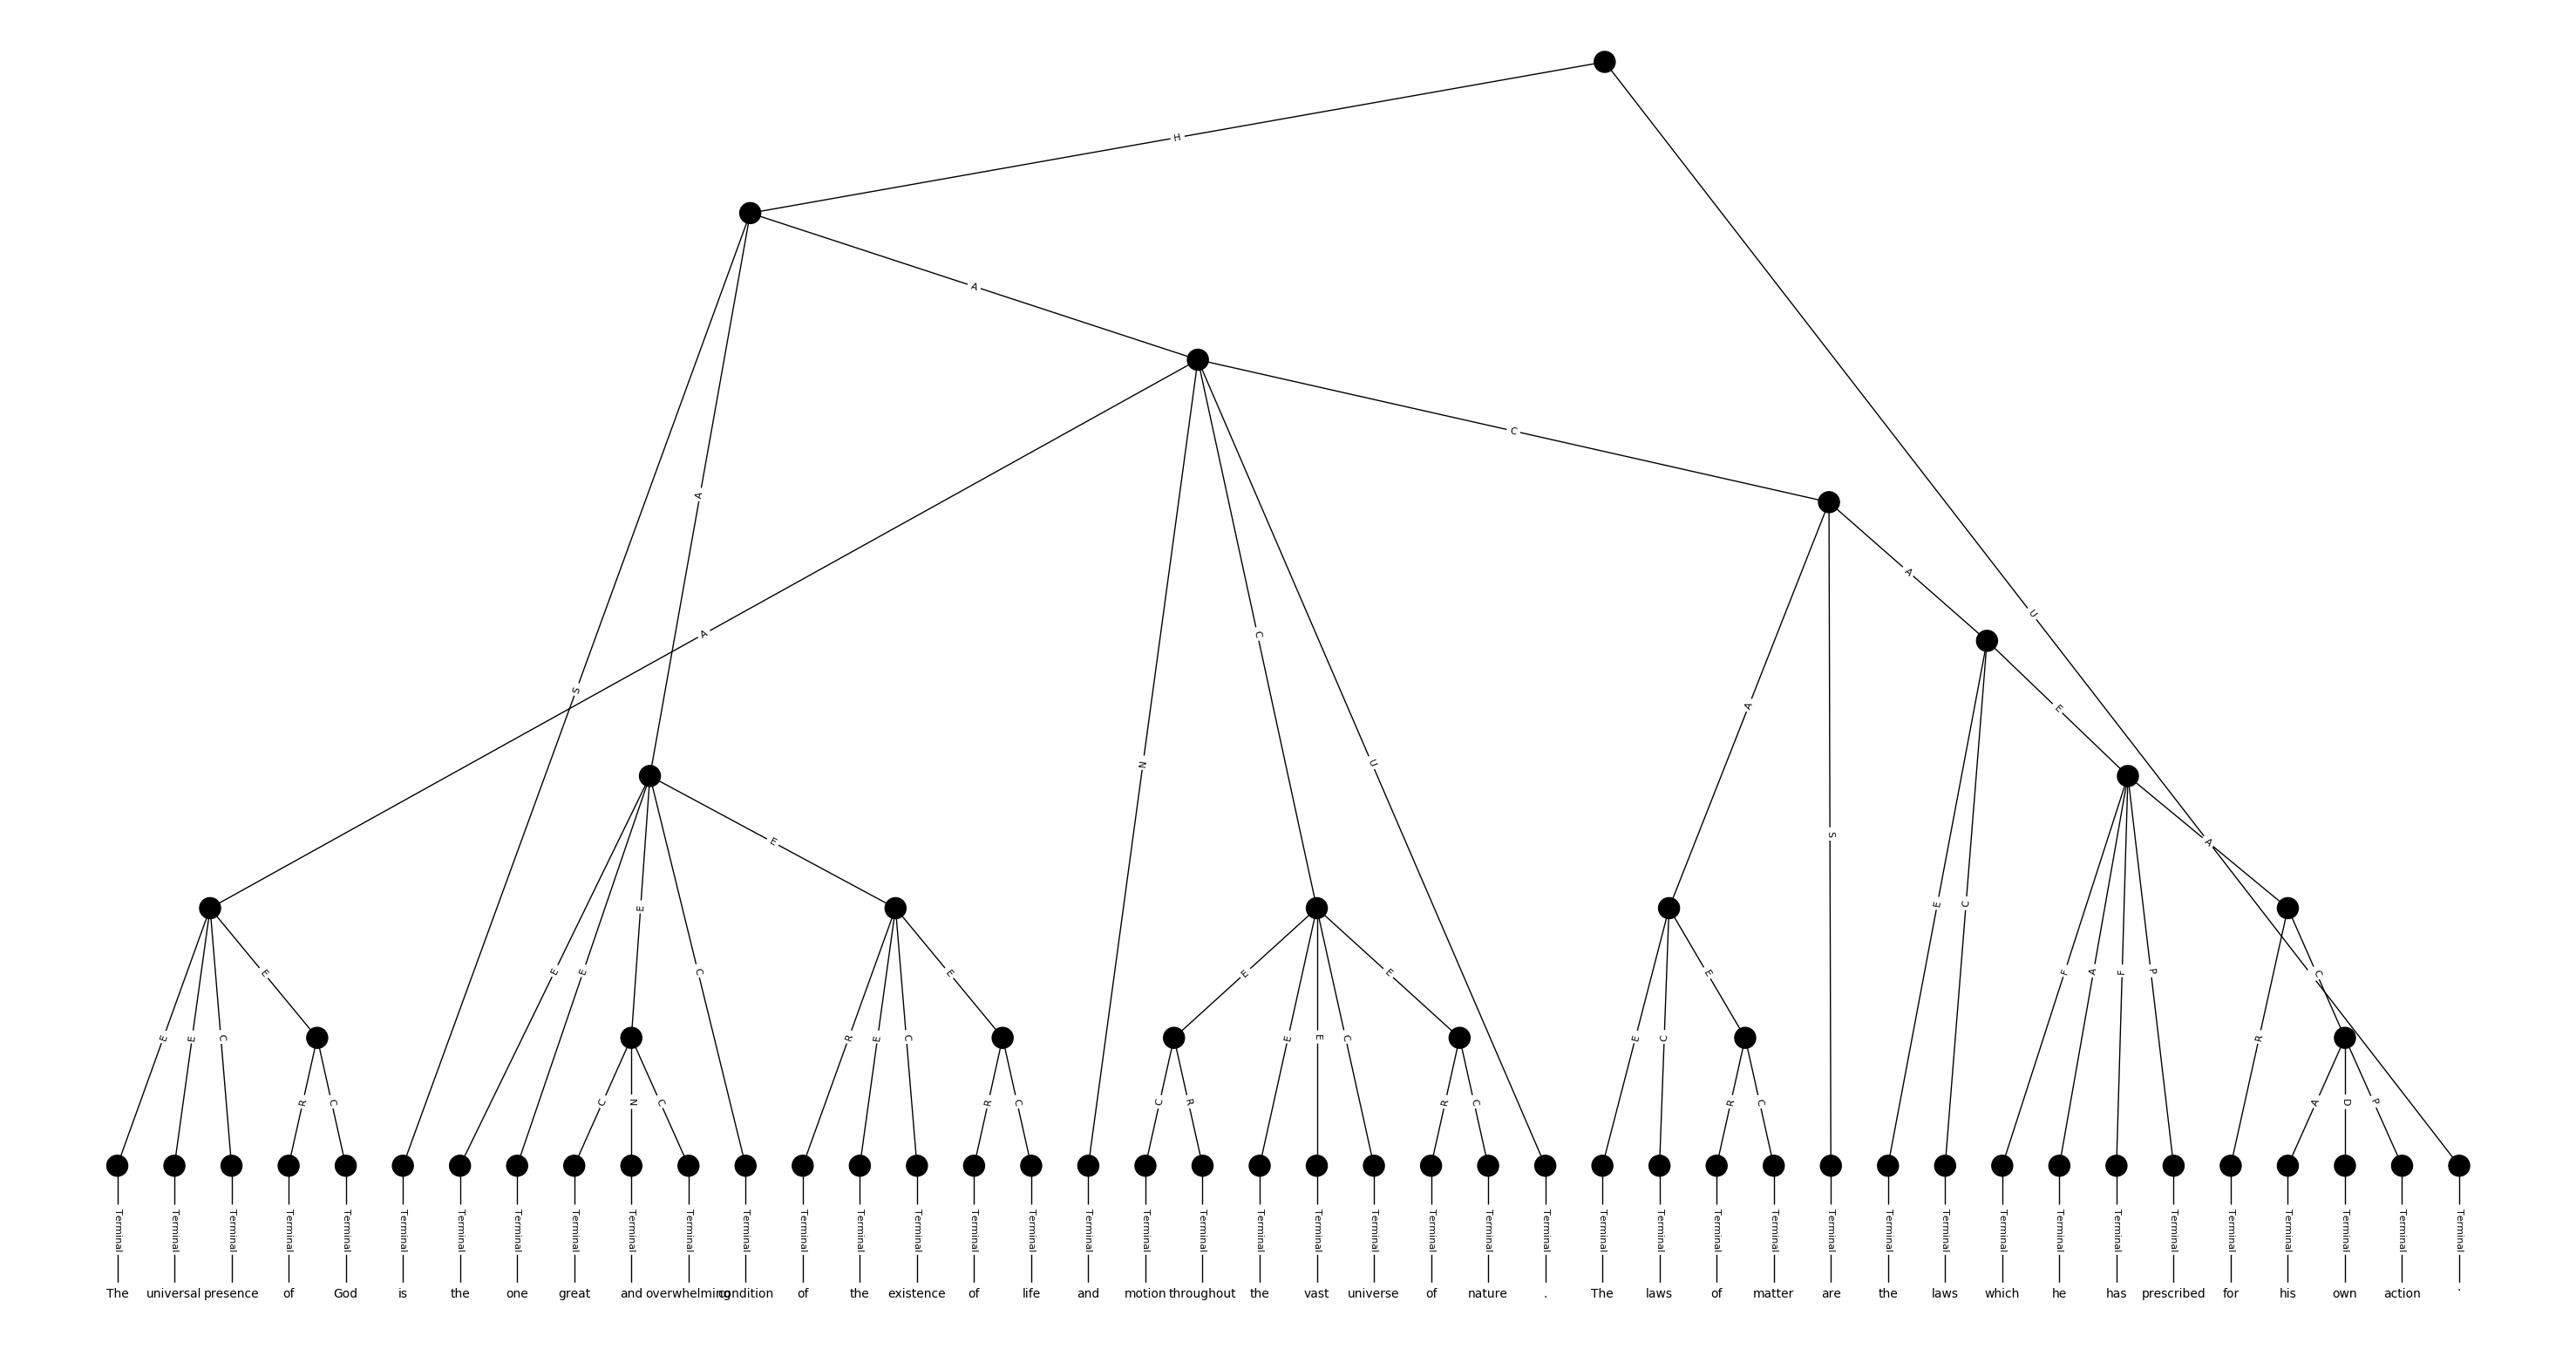 H
A
C
A
A
U
A
C
S
A
E
N
U
S
E
A
E
E
C
E
C
E
E
E
C
E
E
E
E
F
A
F
P
C
E
E
C
R
E
C
E
E
C
E
C
R
R
C
C
N
C
R
C
C
R
R
C
R
C
A
D
P
Terminal Terminal Terminal Terminal Terminal Terminal Terminal Terminal Terminal Terminal Terminal Terminal Terminal Terminal Terminal Terminal Terminal Terminal Terminal Terminal Terminal Terminal Terminal Terminal Terminal Terminal Terminal Terminal Terminal Terminal Terminal Terminal Terminal Terminal Terminal Terminal Terminal Terminal Terminal Terminal Terminal Terminal
The universal presence of God is the one great and overwhelming condition of the existence of life and motion throughout the vast universe of nature . The laws of matter are the laws which he has prescribed for his own action .